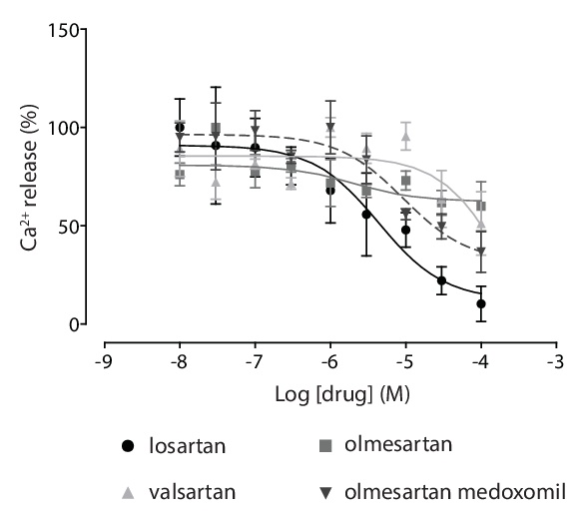 150
100
50
0
Ca²⁺ release (%)
-9 -8 -7 -6 -5 -4 -3
Log [drug] (M)
losartan olmesartan
valsartan olmesartan medoxomil